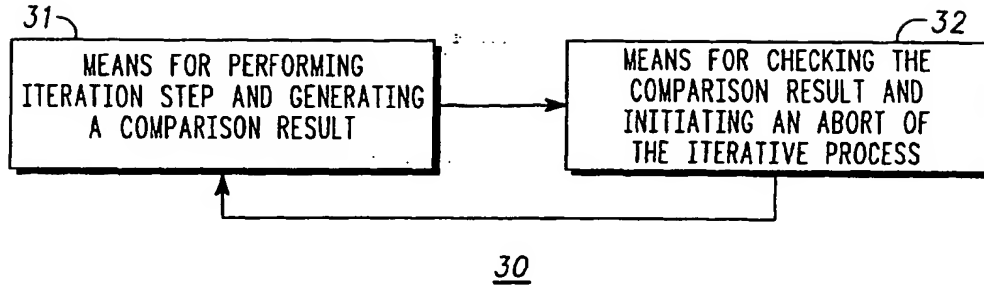 31
MEANS FOR PERFORMING
ITERATION STEP AND GENERATING
A COMPARISON RESULT
32
MEANS FOR CHECKING THE
COMPARISON RESULT AND
INITIATING AN ABORT OF
THE ITERATIVE PROCESS
30